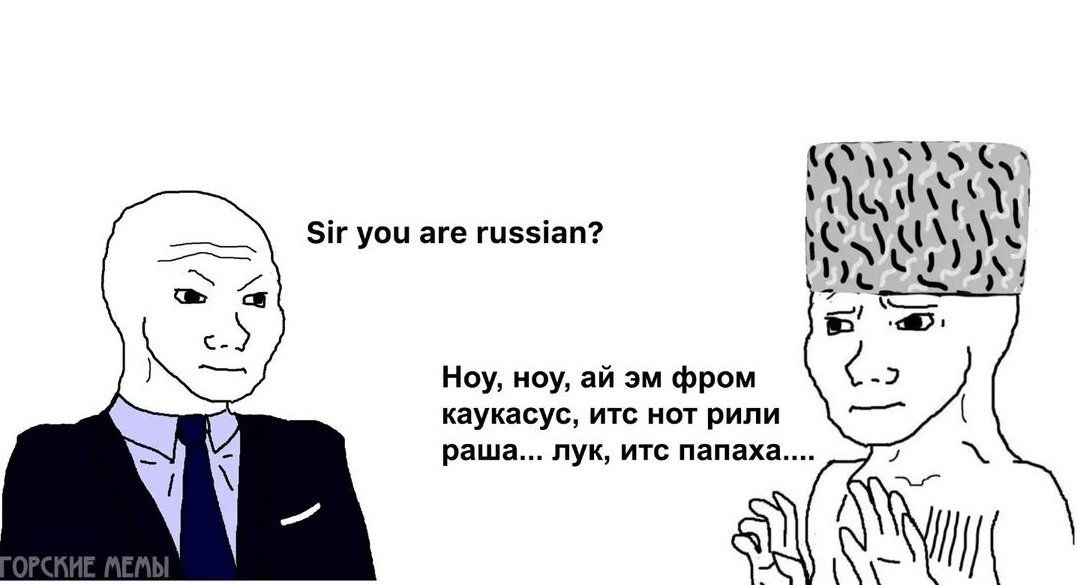 Sir you are russian?
Ноу, ноу, ай эм фром
каукасус, итс нот рили
раша... лук, итс папаха....
ГОРСКИЕ МЕМЫ